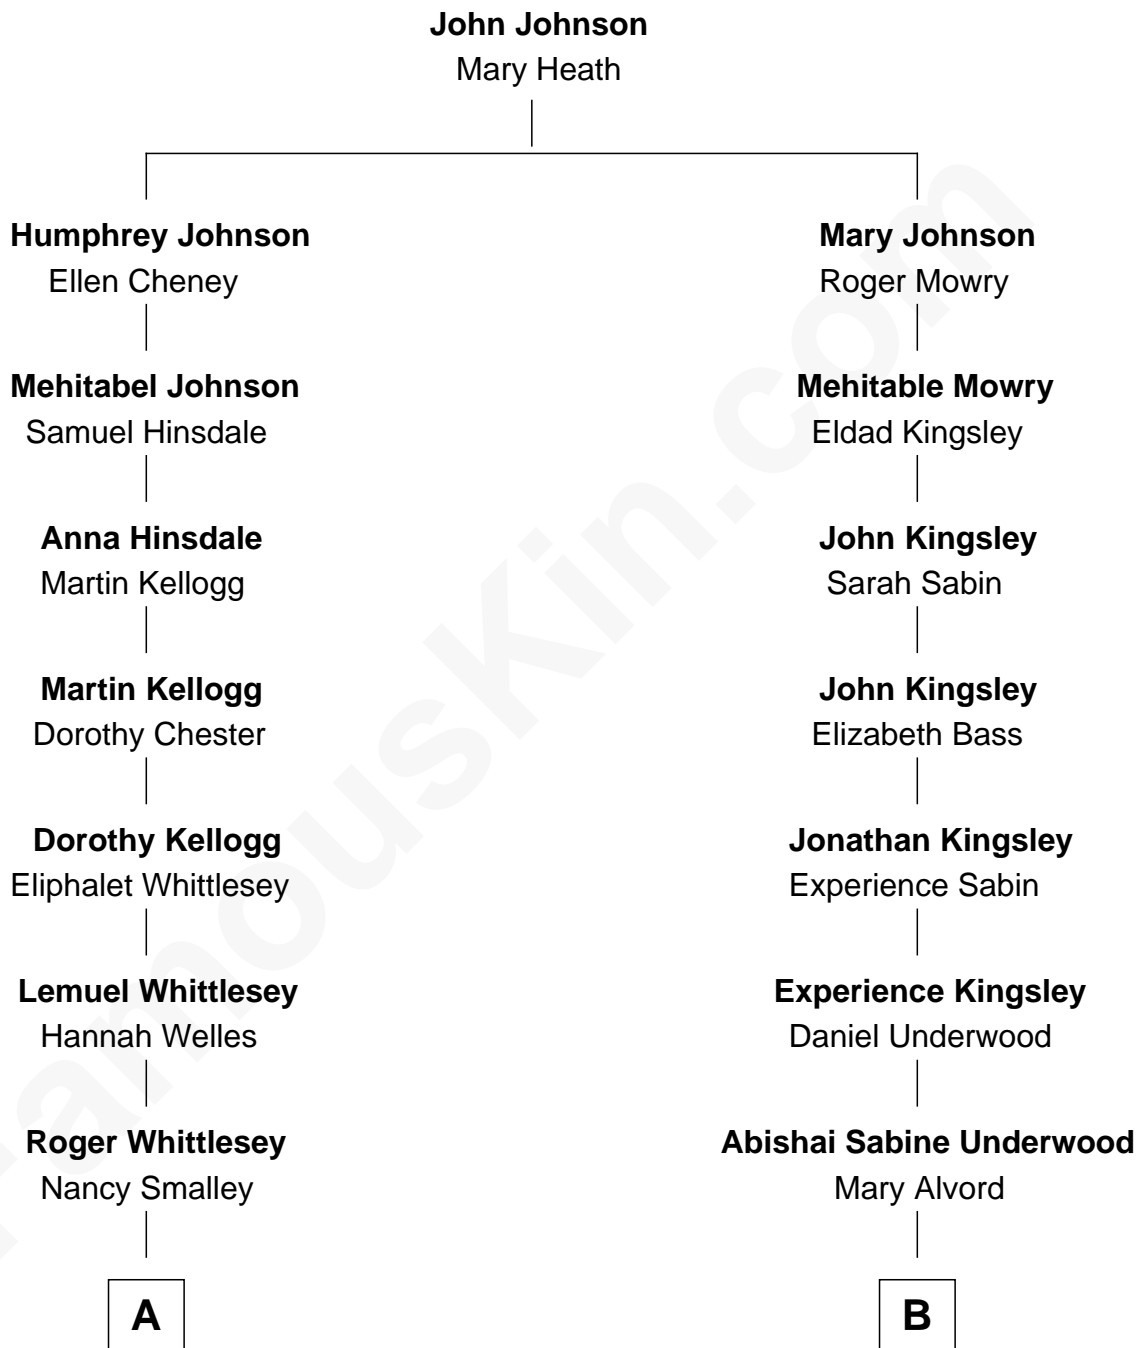 John Johnson
Mary Heath
Humphrey Johnson
Ellen Cheney
Mary Johnson
Roger Mowry
Mehitabel Johnson
Samuel Hinsdale
Mehitable Mowry
Eldad Kingsley
Anna Hinsdale
Martin Kellogg
John Kingsley
Sarah Sabin
Martin Kellogg
Dorothy Chester
John Kingsley
Elizabeth Bass
Dorothy Kellogg
Eliphalet Whittlesey
Jonathan Kingsley
Experience Sabin
Lemuel Whittlesey
Hannah Welles
Experience Kingsley
Daniel Underwood
Roger Whittlesey
Nancy Smalley
Abishai Sabine Underwood
Mary Alvord
A
B
FamousKin.com